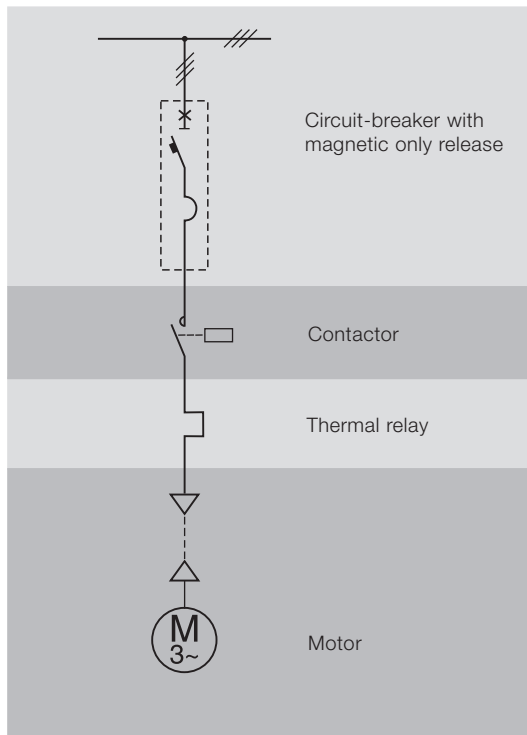 Circuit-breaker with
magnetic only release
Contactor
Thermal relay
M
3~
Motor